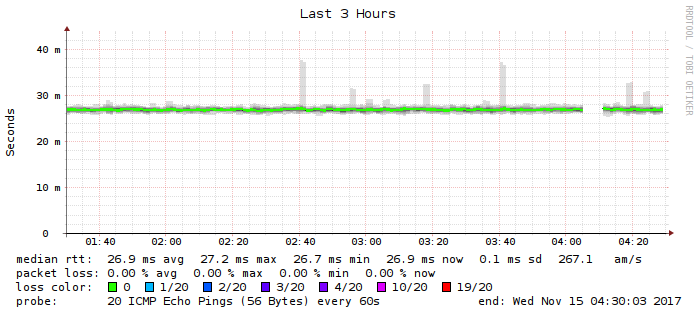 Last 3 Hours
RRDTOOL / TOBI OETIKER
Seconds
40 m
30 m
20 m
10 m
0
01:40 02:00 02:20 02:40 03:00 03:20 03:40 04:00 04:20
median rtt: 26.9 ms avg 27.2 ms max 26.7 ms min 26.9 ms now 0.1 ms sd 267.1 am/s
packet loss: 0.00 % avg 0.00 % max 0.00 % min 0.00 % now
loss color: 0 1/20 2/20 3/20 4/20 10/20 19/20
probe: 20 ICMP Echo Pings (56 Bytes) every 60s end: Wed Nov 15 04:30:03 2017